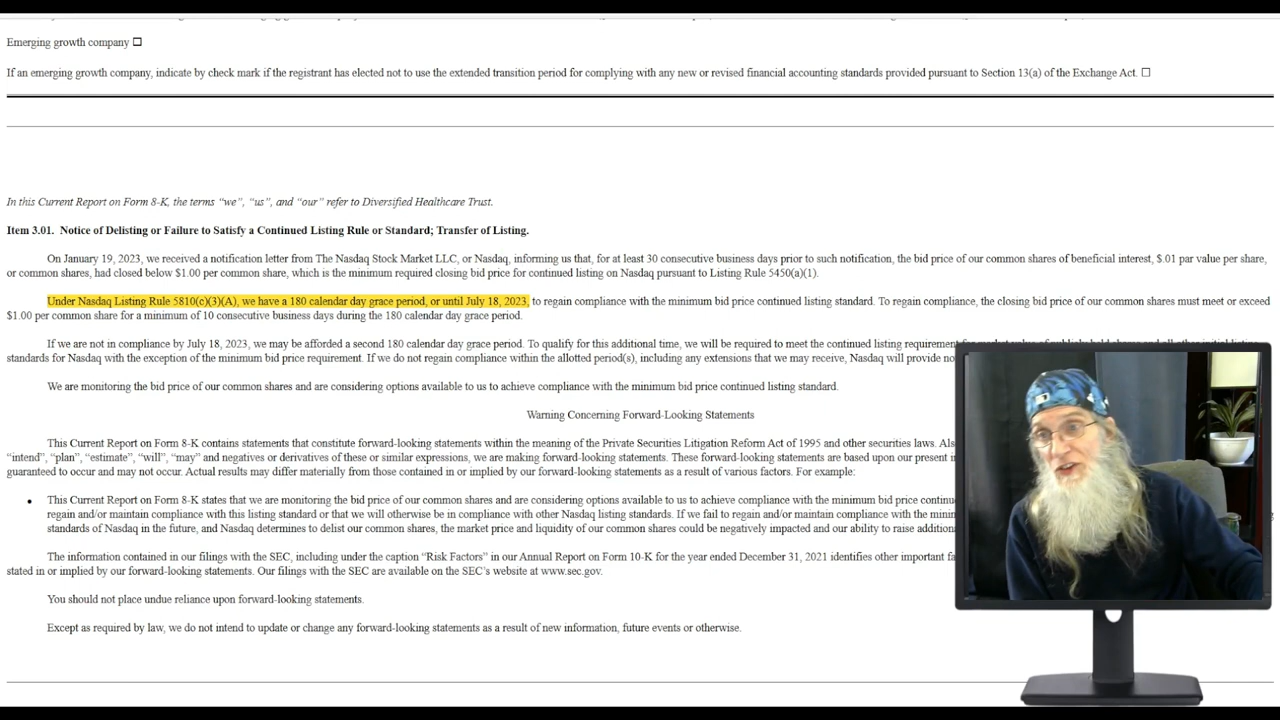 Emerging growth company ☐
If an emerging growth company, indicate by check mark if the registrant has elected not to use the extended transition period for complying with any new or revised financial accounting standards provided pursuant to Section 13(a) of the Exchange Act. ☐
In this Current Report on Form 8-K, the terms “we”, “us”, and “our” refer to Diversified Healthcare Trust.
Item 3.01. Notice of Delisting or Failure to Satisfy a Continued Listing Rule or Standard; Transfer of Listing.
On January 19, 2023, we received a notification letter from The Nasdaq Stock Market LLC, or Nasdaq, informing us that, for at least 30 consecutive business days prior to such notification, the bid price of our common shares of beneficial interest, $.01 par value per share,
or common shares, had closed below $1.00 per common share, which is the minimum required closing bid price for continued listing on Nasdaq pursuant to Listing Rule 5450(a)(1).
Under Nasdaq Listing Rule 5810(c)(3)(A), we have a 180 calendar day grace period, or until July 18, 2023, to regain compliance with the minimum bid price continued listing standard. To regain compliance, the closing bid price of our common shares must meet or exceed
$1.00 per common share for a minimum of 10 consecutive business days during the 180 calendar day grace period.
If we are not in compliance by July 18, 2023, we may be afforded a second 180 calendar day grace period. To qualify for this additional time, we will be required to meet the continued listing requirement
standards for Nasdaq with the exception of the minimum bid price requirement. If we do not regain compliance within the allotted period(s), including any extensions that we may receive, Nasdaq will provide
We are monitoring the bid price of our common shares and are considering options available to us to achieve compliance with the minimum bid price continued listing standard.
Warning Concerning Forward-Looking Statements
This Current Report on Form 8-K contains statements that constitute forward-looking statements within the meaning of the Private Securities Litigation Reform Act of 1995 and other securities laws.
“intend”, “plan”, “estimate”, “will”, “may” and negatives or derivatives of these or similar expressions, we are making forward-looking statements. These forward-looking statements are based upon our present
guaranteed to occur and may not occur. Actual results may differ materially from those contained in or implied by our forward-looking statements as a result of various factors. For example:
• This Current Report on Form 8-K states that we are monitoring the bid price of our common shares and are considering options available to us to achieve compliance with the minimum bid price
regain and/or maintain compliance with this listing standard or that we will otherwise be in compliance with other Nasdaq listing standards. If we fail to regain and/or maintain compliance with the
standards of Nasdaq in the future, and Nasdaq determines to delist our common shares, the market price and liquidity of our common shares could be negatively impacted and our ability to raise
The information contained in our filings with the SEC, including under the caption “Risk Factors” in our Annual Report on Form 10-K for the year ended December 31, 2021 identifies other important
stated in or implied by our forward-looking statements. Our filings with the SEC are available on the SEC’s website at www.sec.gov.
You should not place undue reliance upon forward-looking statements.
Except as required by law, we do not intend to update or change any forward-looking statements as a result of new information, future events or otherwise.